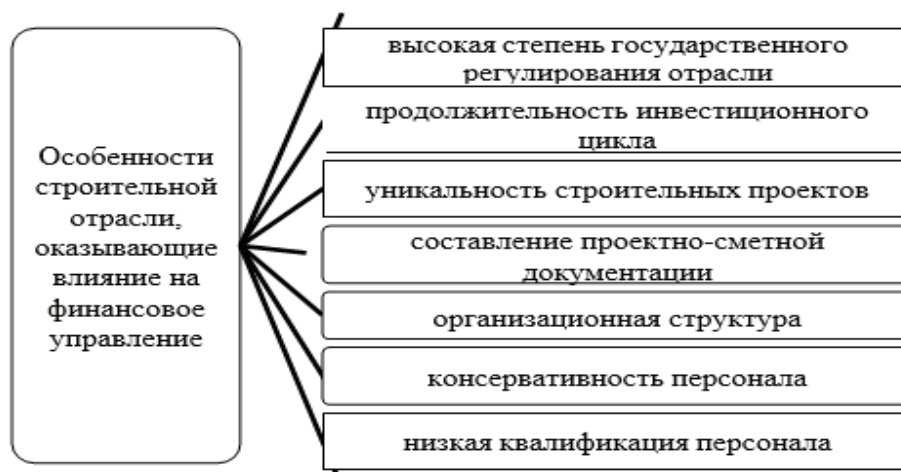 Особенности
строительной
отрасли,
оказывающие
влияние на
финансовое
управление
высокая степень государственного
регулирования отрасли
продолжительность инвестиционного
цикла
уникальность строительных проектов
составление проектно-сметной
документации
организационная структура
консервативность персонала
низкая квалификация персонала